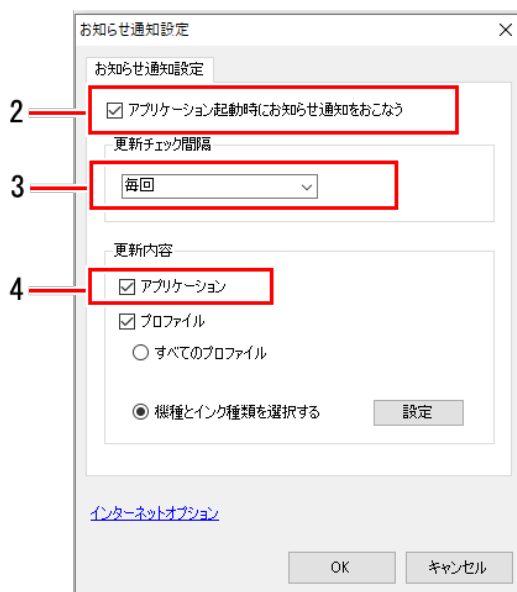 お知らせ通知設定
お知らせ通知設定
2
アプリケーション起動時にお知らせ通知をおこなう
更新チェック間隔
3
毎回
更新内容
4
アプリケーション
プロファイル
すべてのプロファイル
機種とインク種類を選択する 設定
インターネットオプション
OK キャンセル